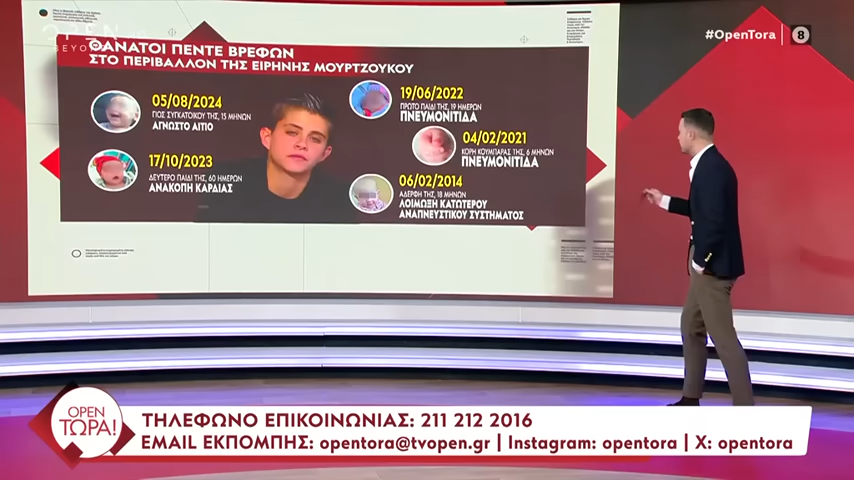 OPEN
BEYOND
#OpenTora
8
ΘΑΝΑΤΟΙ ΠΕΝΤΕ ΒΡΕΦΩΝ
ΣΤΟ ΠΕΡΙΒΑΛΛΟΝ ΤΗΣ ΕΙΡΗΝΗΣ ΜΟΥΡΤΖΟΥΚΟΥ
05/08/2024
ΓΙΟΣ ΣΥΓΚΑΤΟΙΚΟΥ ΤΗΣ, 15 ΜΗΝΩΝ
ΑΓΝΩΣΤΟ ΑΙΤΙΟ
17/10/2023
ΔΕΥΤΕΡΟ ΠΑΙΔΙ ΤΗΣ, 60 ΗΜΕΡΩΝ
ΑΝΑΚΟΠΗ ΚΑΡΔΙΑΣ
19/06/2022
ΠΡΩΤΟ ΠΑΙΔΙ ΤΗΣ, 19 ΗΜΕΡΩΝ
ΠΝΕΥΜΟΝΙΤΙΔΑ
04/02/2021
ΚΟΡΗ ΚΟΥΜΠΑΡΑΣ ΤΗΣ, 6 ΜΗΝΩΝ
ΠΝΕΥΜΟΝΙΤΙΔΑ
06/02/2014
ΑΔΕΡΦΗ ΤΗΣ, 18 ΜΗΝΩΝ
ΛΟΙΜΩΞΗ ΚΑΤΩΤΕΡΟΥ
ΑΝΑΠΝΕΥΣΤΙΚΟΥ ΣΥΣΤΗΜΑΤΟΣ
OPEN
ΤΩΡΑ!
ΤΗΛΕΦΩΝΟ ΕΠΙΚΟΙΝΩΝΙΑΣ: 211 212 2016
EMAIL ΕΚΠΟΜΠΗΣ: opentora@tvopen.gr | Instagram: opentora | X: opentora